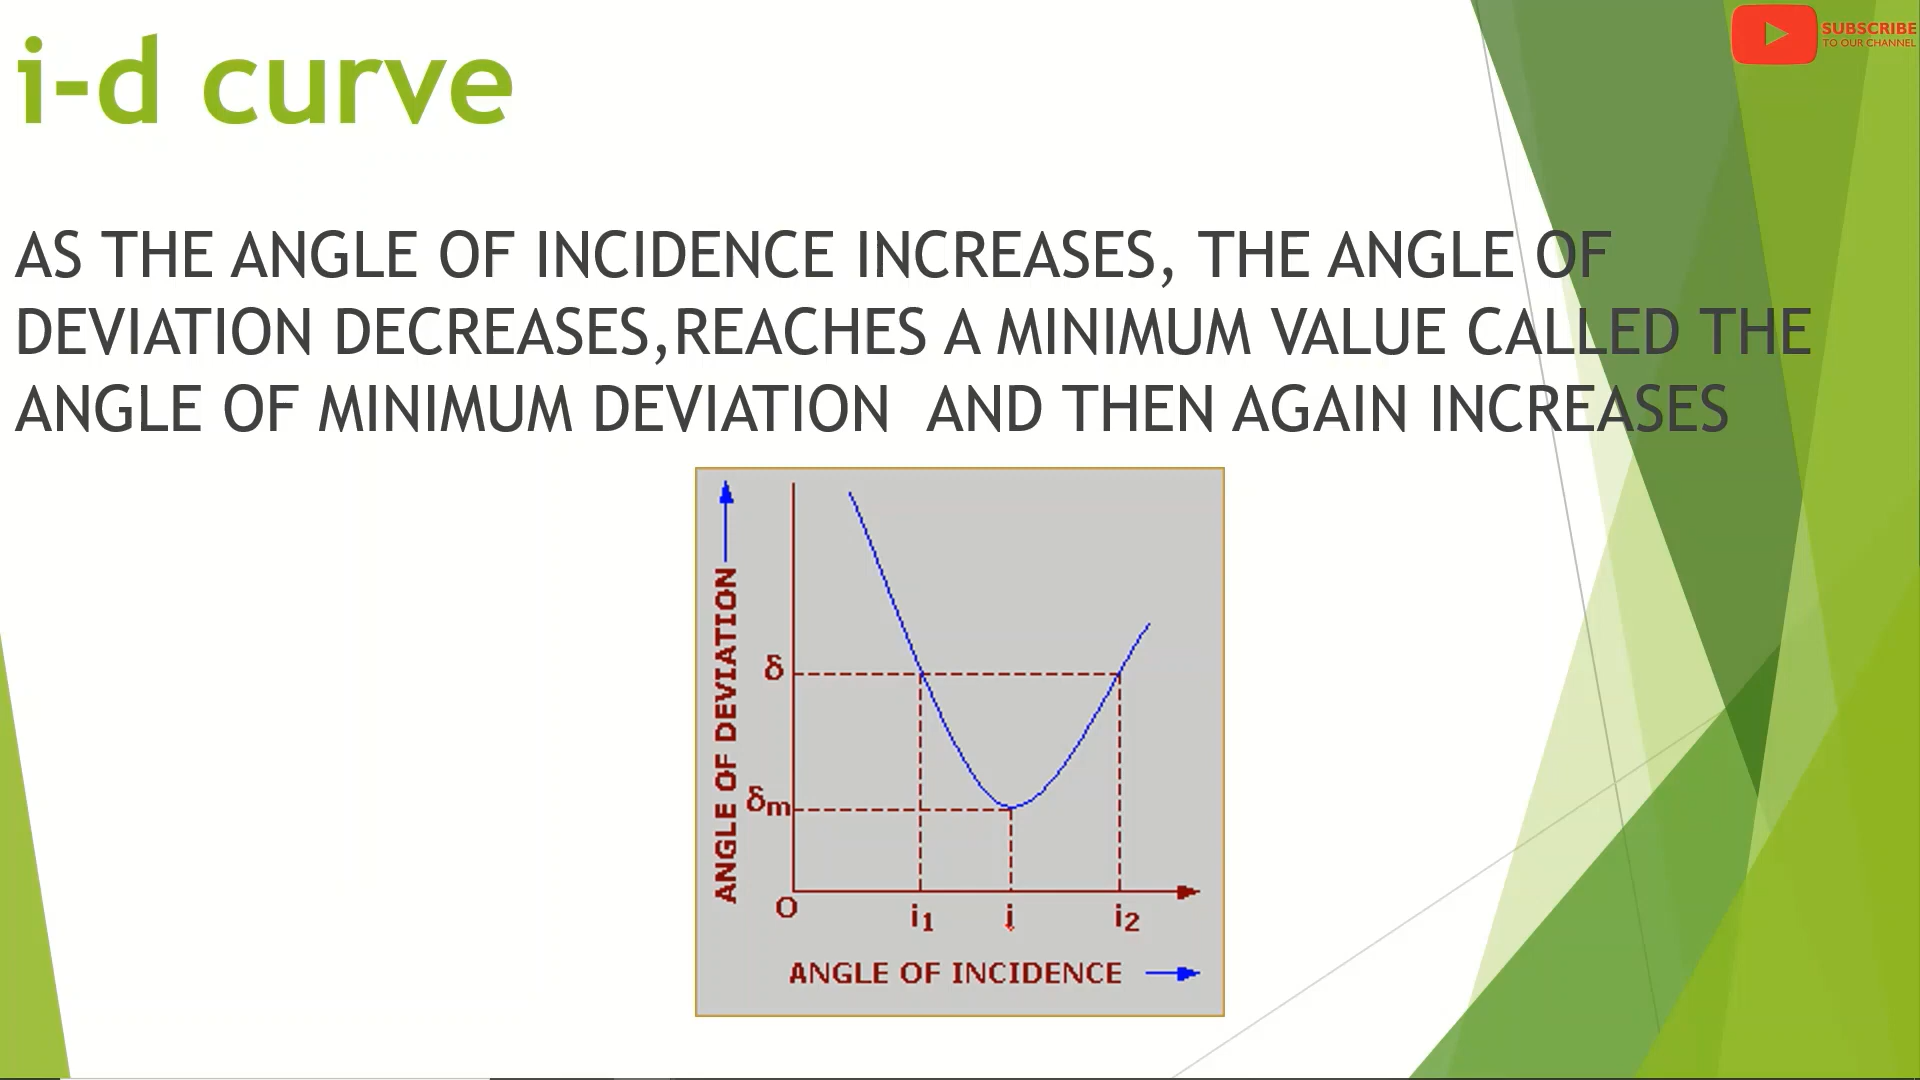 i-d curve
SUBSCRIBE
TO OUR CHANNEL
AS THE ANGLE OF INCIDENCE INCREASES, THE ANGLE OF
DEVIATION DECREASES,REACHES A MINIMUM VALUE CALLED THE
ANGLE OF MINIMUM DEVIATION AND THEN AGAIN INCREASES
ANGLE OF DEVIATION
δ
δm
O
i1
i
i2
ANGLE OF INCIDENCE